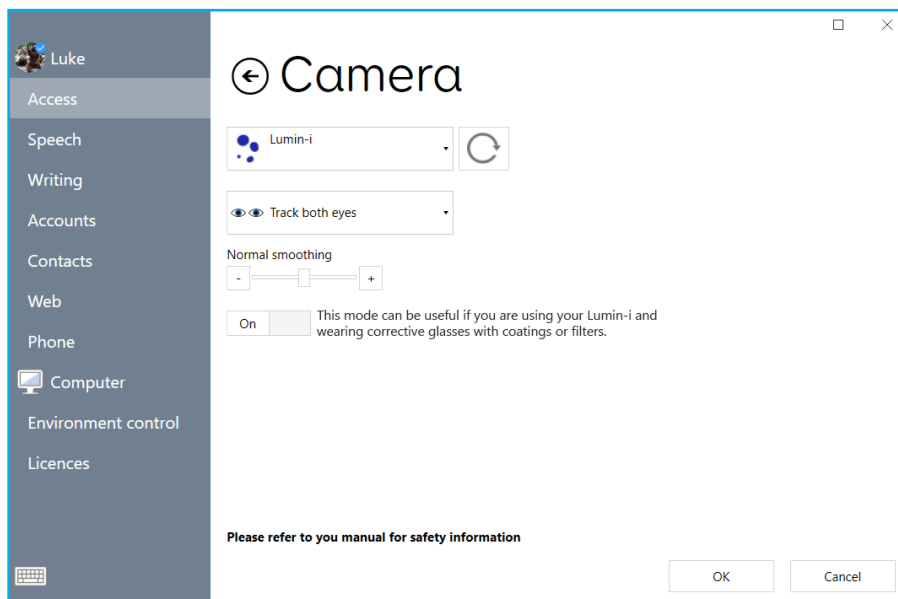 Luke
Access
Speech
Writing
Accounts
Contacts
Web
Phone
Computer
Environment control
Licences
Camera
Lumin-i
Track both eyes
Normal smoothing
-
+
On
This mode can be useful if you are using your Lumin-i and
wearing corrective glasses with coatings or filters.
Please refer to you manual for safety information
OK
Cancel